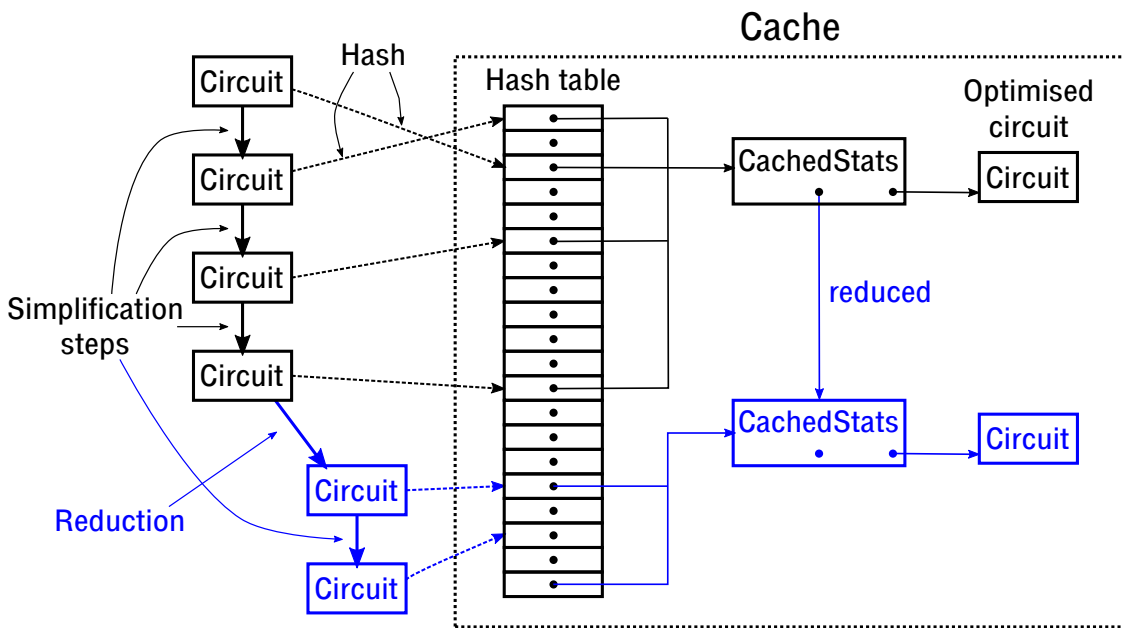 Cache
Hash
Hash table
Circuit
Optimised
circuit
Circuit
CachedStats
Circuit
Circuit
reduced
Simplification
steps
Circuit
CachedStats
Circuit
Circuit
Reduction
Circuit